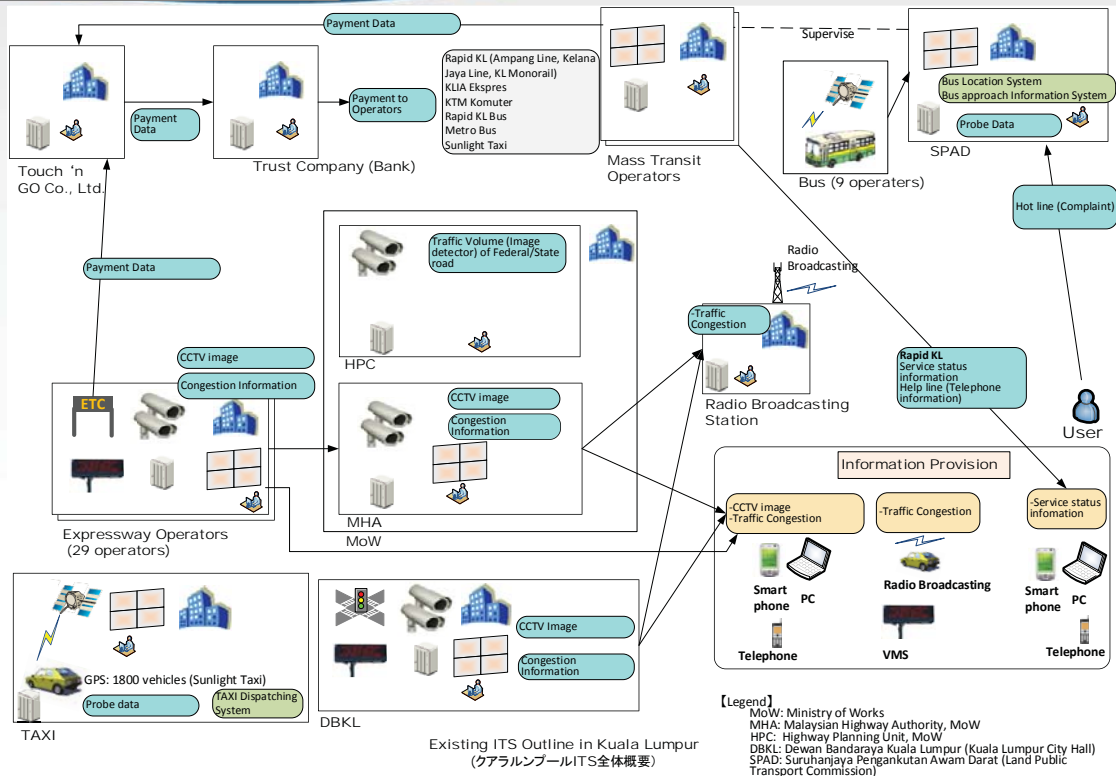 Payment Data
Supervise
Rapid KL (Ampang Line, Kelana
Jaya Line, KL Monorail)
KLIA Ekspres
KTM Komuter
Rapid KL Bus
Metro Bus
Sunlight Taxi
Payment
Data
Payment to
Operators
Bus Location System
Bus approach Information System
Probe Data
SPAD
Touch 'n
GO Co., Ltd.
Trust Company (Bank)
Mass Transit
Operators
Bus (9 operaters)
Hot line (Complaint)
Traffic Volume (Image
detector) of Federal/State
road
HPC
Radio
Broadcasting
Payment Data
-Traffic
Congestion
Radio Broadcasting
Station
CCTV image
Congestion Information
ETC
Expressway Operators
(29 operators)
CCTV image
Congestion
Information
MHA
MoW
Rapid KL
Service status
information
Help line (Telephone
information)
User
Information Provision
-CCTV image
-Traffic Congestion
-Traffic Congestion
-Service status
infomation
Smart
phone
PC
Telephone
Radio Broadcasting
VMS
Smart
phone
PC
Telephone
GPS: 1800 vehicles (Sunlight Taxi)
Probe data
TAXI Dispatching
System
TAXI
CCTV Image
Congestion
Information
DBKL
Existing ITS Outline in Kuala Lumpur
(クアラルンプールITS全体概要)
【Legend】
MoW: Ministry of Works
MHA: Malaysian Highway Authority, MoW
HPC: Highway Planning Unit, MoW
DBKL: Dewan Bandaraya Kuala Lumpur (Kuala Lumpur City Hall)
SPAD: Suruhanjaya Pengankutan Awam Darat (Land Public
Transport Commission)